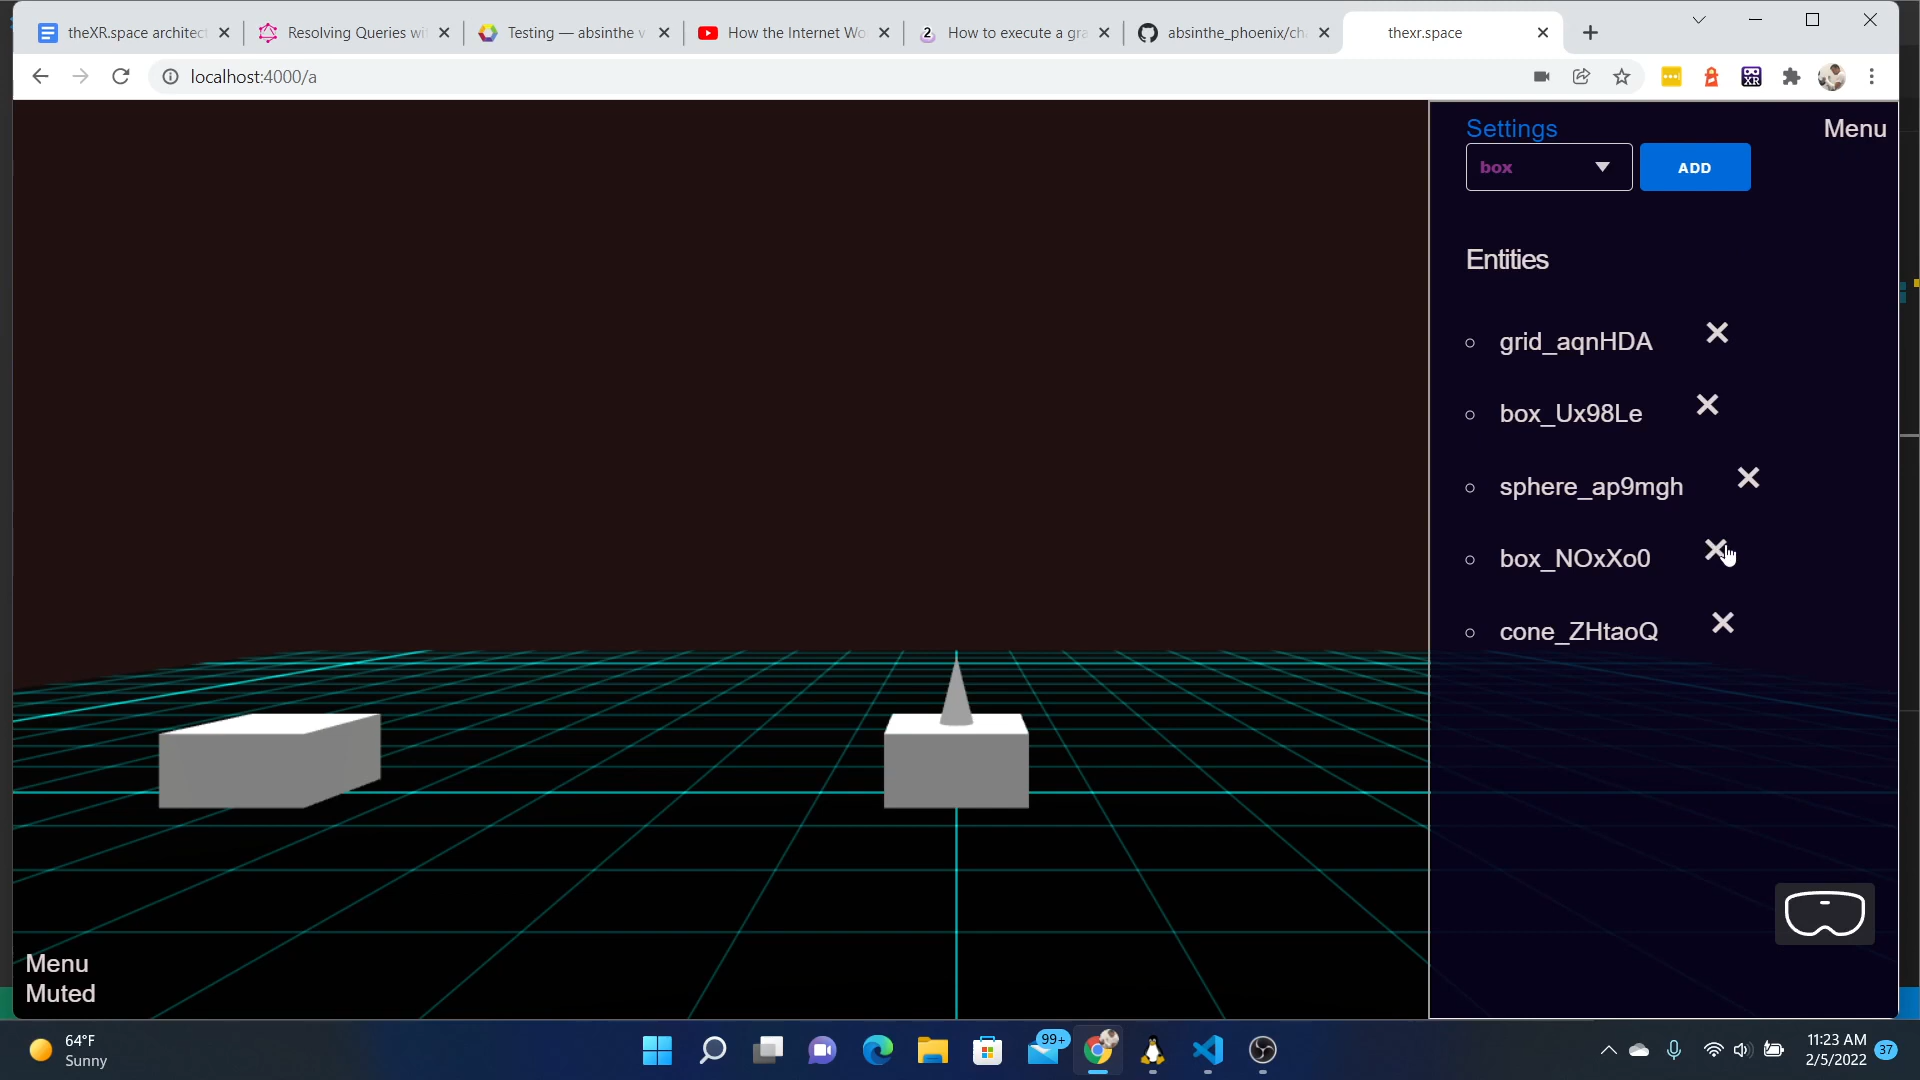 theXR.space architect
Resolving Queries wi
Testing — absinthe v
How the Internet Wo
How to execute a gra
absinthe_phoenix/cha
thexr.space
localhost:4000/a
XR
Settings
Menu
box
ADD
Entities
grid_aqnHDA
box_Ux98Le
sphere_ap9mgh
box_NOxXo0
cone_ZHtaoQ
Menu
Muted
64°F
Sunny
99+
11:23 AM
2/5/2022
37